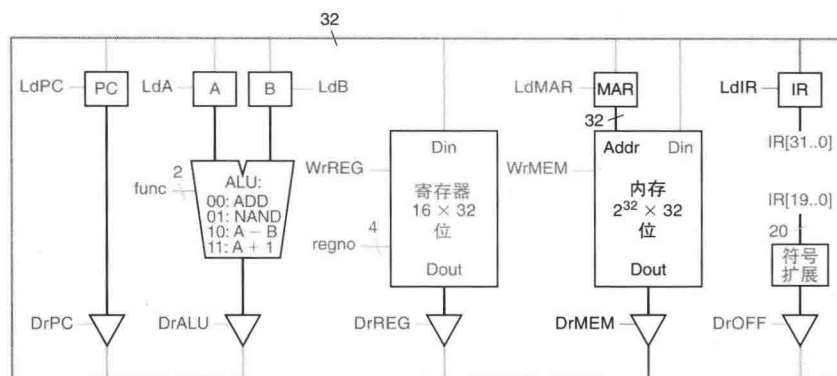 32
LdPC
PC
LdA
A
B
LdB
LdMAR
MAR
LdIR
IR
32
IR[31..0]
Din
Addr
Din
2
func
ALU:
00: ADD
01: NAND
10: A − B
11: A + 1
WrREG
寄存器
16 × 32
位
WrMEM
内存
2³² × 32
位
IR[19..0]
4
regno
20
符号
扩展
Dout
Dout
DrPC
DrALU
DrREG
DrMEM
DrOFF